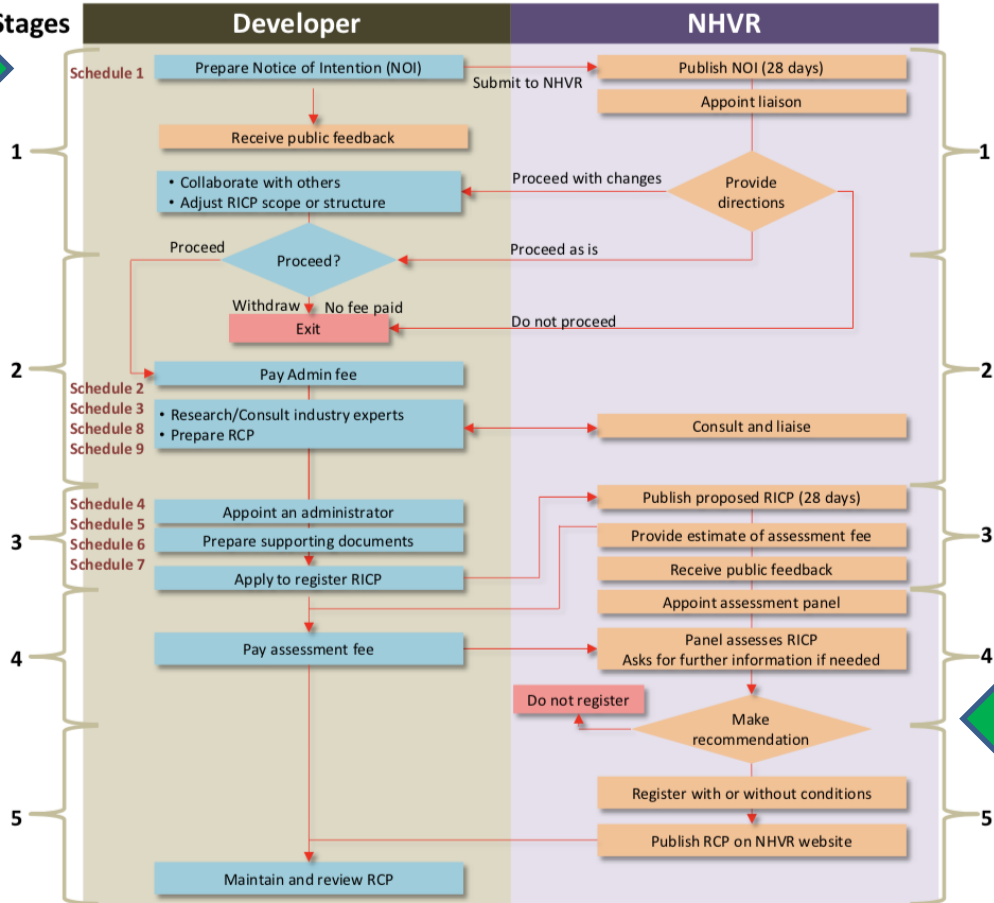 Stages
Developer
NHVR
Schedule 1
Prepare Notice of Intention (NOI)
Submit to NHVR
Publish NOI (28 days)
Appoint liaison
Receive public feedback
1
1
• Collaborate with others
• Adjust RICP scope or structure
Proceed with changes
Provide
directions
Proceed
Proceed?
Proceed as is
Withdraw
No fee paid
Exit
Do not proceed
2
2
Pay Admin fee
Schedule 2
Schedule 3
Schedule 8
Schedule 9
• Research/Consult industry experts
• Prepare RCP
Consult and liaise
Schedule 4
Schedule 5
Schedule 6
Schedule 7
3
3
Appoint an administrator
Prepare supporting documents
Apply to register RICP
Publish proposed RICP (28 days)
Provide estimate of assessment fee
Receive public feedback
Appoint assessment panel
4
4
Pay assessment fee
Panel assesses RICP
Asks for further information if needed
Do not register
Make
recommendation
Register with or without conditions
5
5
Publish RCP on NHVR website
Maintain and review RCP